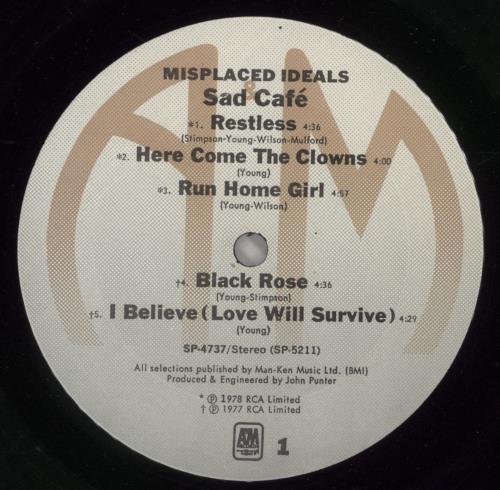 MISPLACED IDEALS
Sad Café
*1. Restless 4:36
(Stimpson-Young-Wilson-Mulford)
*2. Here Come The Clowns 4:00
(Young)
*3. Run Home Girl 4:57
(Young-Wilson)
†4. Black Rose 4:36
(Young-Stimpson)
†5. I Believe (Love Will Survive) 4:29
(Young)
SP-4737/Stereo (SP-5211)
All selections published by Man-Ken Music Ltd. (BMI)
Produced & Engineered by John Punter
* ℗ 1978 RCA Limited
† ℗ 1977 RCA Limited
A&M 1